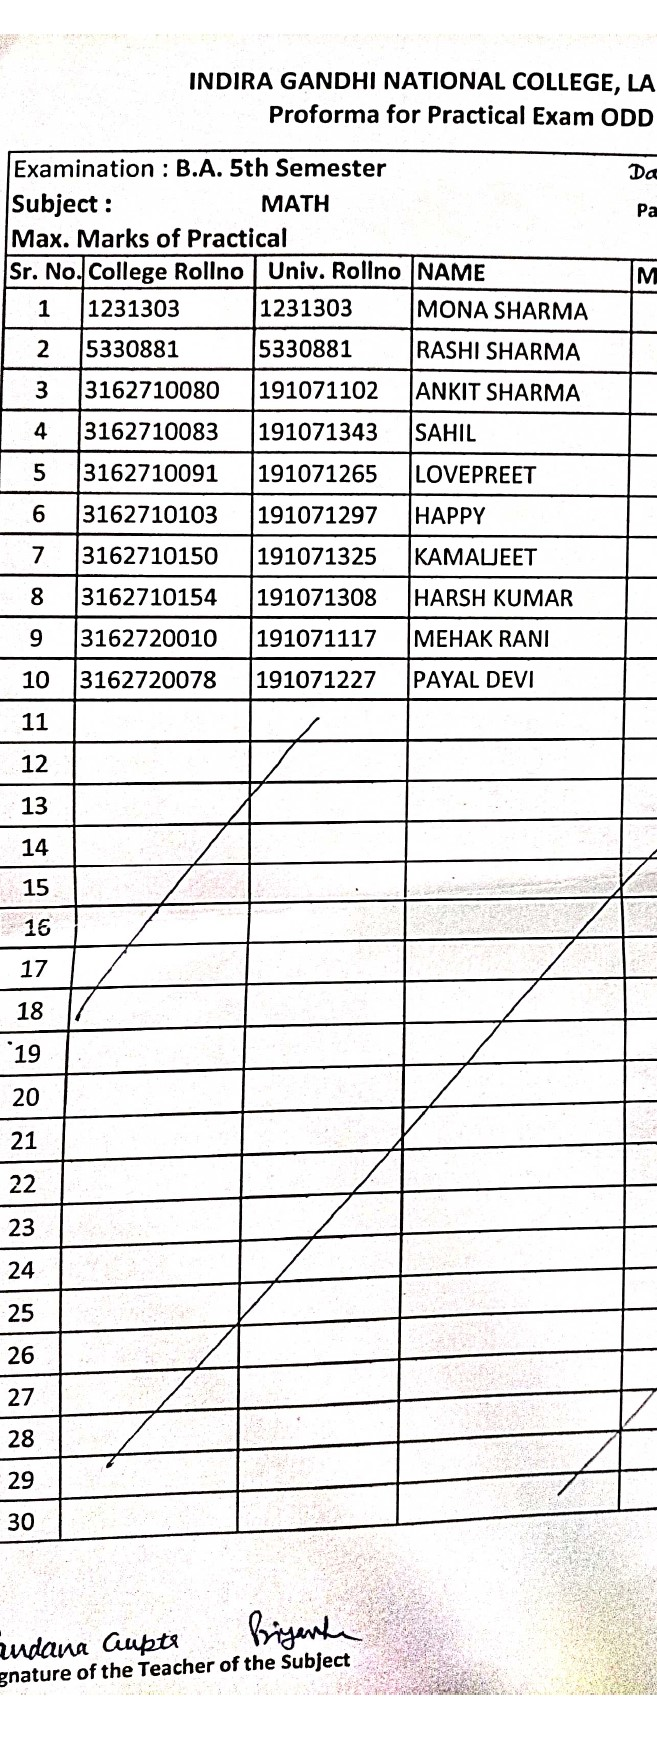 INDIRA GANDHI NATIONAL COLLEGE, LA
Proforma for Practical Exam ODD
Examination : B.A. 5th Semester Da
Subject : MATH Pa
Max. Marks of Practical
Sr. No. College Rollno Univ. Rollno NAME M
1 1231303 1231303 MONA SHARMA
2 5330881 5330881 RASHI SHARMA
3 3162710080 191071102 ANKIT SHARMA
4 3162710083 191071343 SAHIL
5 3162710091 191071265 LOVEPREET
6 3162710103 191071297 HAPPY
7 3162710150 191071325 KAMALJEET
8 3162710154 191071308 HARSH KUMAR
9 3162720010 191071117 MEHAK RANI
10 3162720078 191071227 PAYAL DEVI
11
12
13
14
15
16
17
18
19
20
21
22
23
24
25
26
27
28
29
30
andana Gupta Priyanka
gnature of the Teacher of the Subject